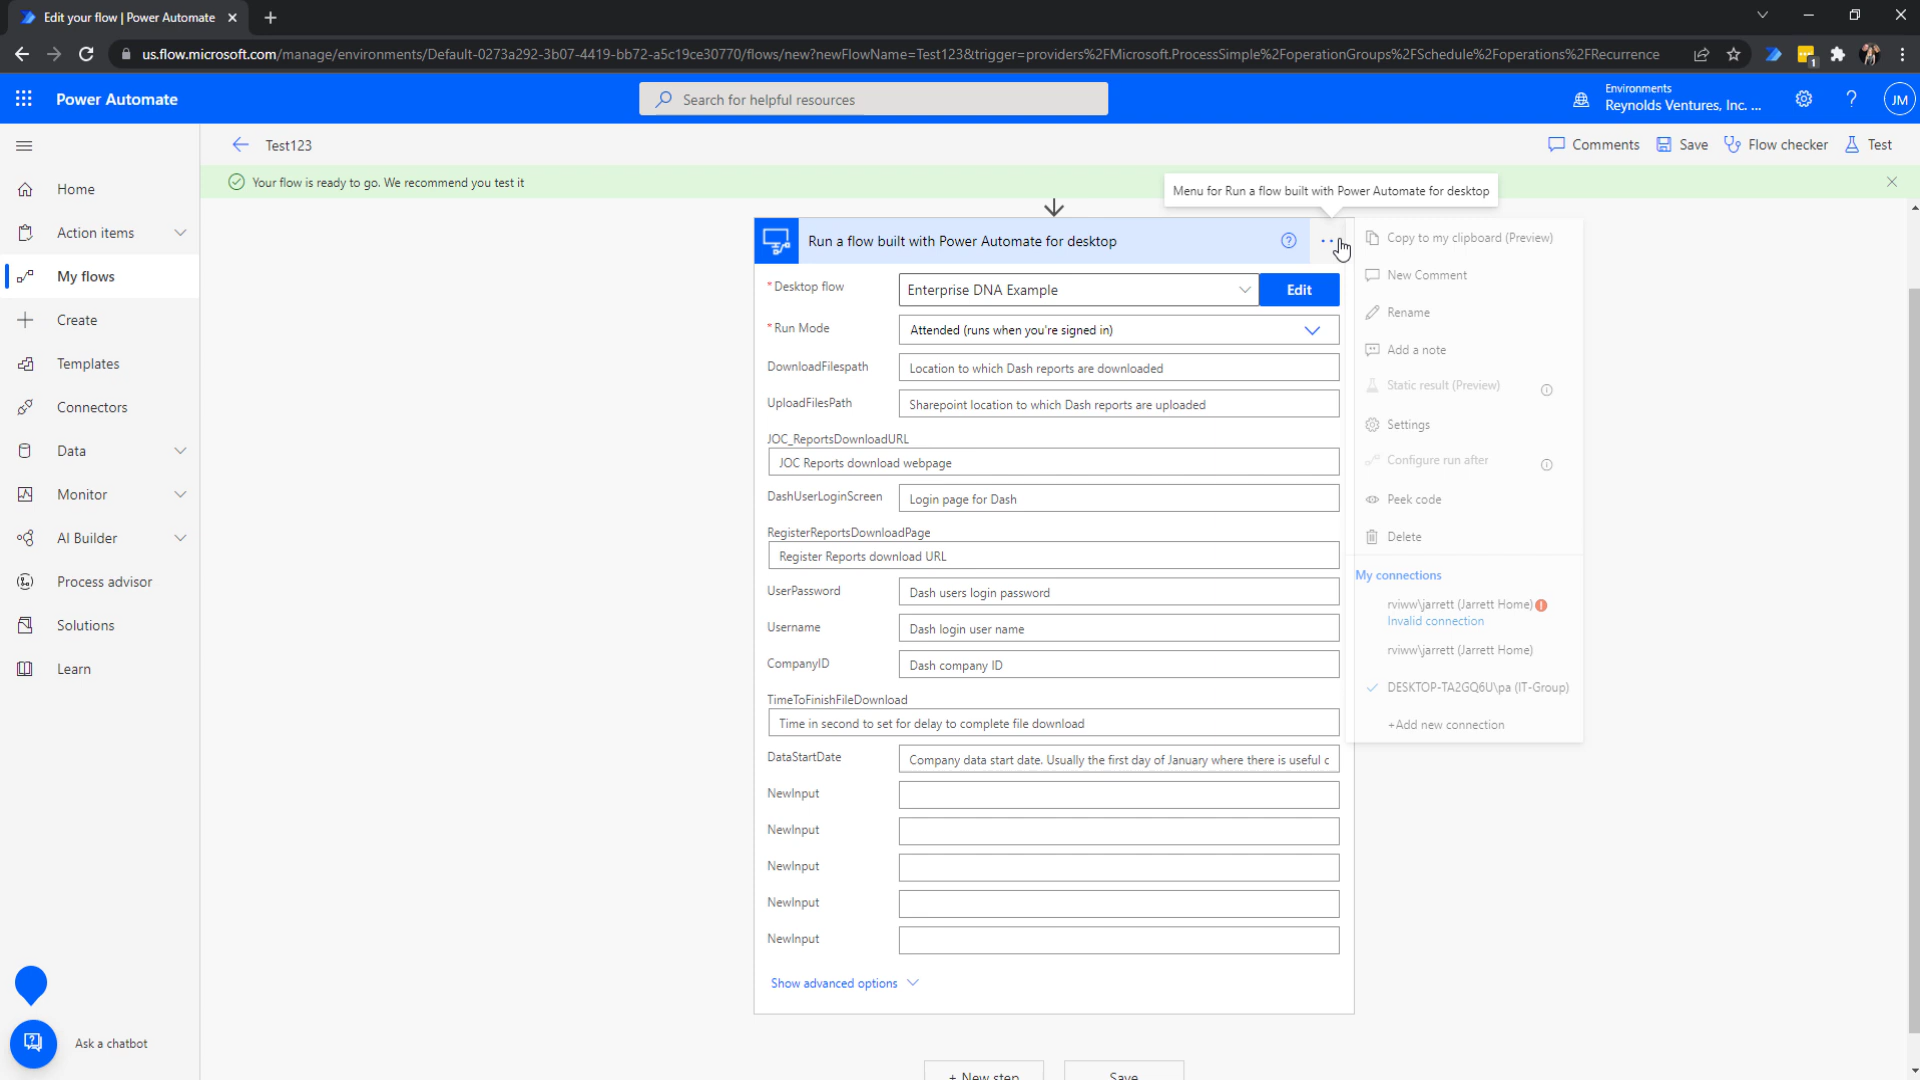 Edit your flow | Power Automate
us.flow.microsoft.com/manage/environments/Default-0273a292-3b07-4419-bb72-a5c19ce30770/flows/new?newFlowName=Test123&trigger=providers%2FMicrosoft.ProcessSimple%2FoperationGroups%2FSchedule%2Foperations%2FRecurrence
1
Power Automate
Search for helpful resources
Environments
Reynolds Ventures, Inc. ...
?
JM
Test123
Comments
Save
Flow checker
Test
Your flow is ready to go. We recommend you test it
Menu for Run a flow built with Power Automate for desktop
Home
Action items
My flows
Create
Templates
Connectors
Data
Monitor
AI Builder
Process advisor
Solutions
Learn
Ask a chatbot
Run a flow built with Power Automate for desktop
* Desktop flow
Enterprise DNA Example
Edit
* Run Mode
Attended (runs when you're signed in)
DownloadFilespath
Location to which Dash reports are downloaded
UploadFilesPath
Sharepoint location to which Dash reports are uploaded
JOC_ReportsDownloadURL
JOC Reports download webpage
DashUserLoginScreen
Login page for Dash
RegisterReportsDownloadPage
Register Reports download URL
UserPassword
Dash users login password
Username
Dash login user name
CompanyID
Dash company ID
TimeToFinishFileDownload
Time in second to set for delay to complete file download
DataStartDate
Company data start date. Usually the first day of January where there is useful c
NewInput
NewInput
NewInput
NewInput
NewInput
Show advanced options
+ New step
Save
Copy to my clipboard (Preview)
New Comment
Rename
Add a note
Static result (Preview)
Settings
Configure run after
Peek code
Delete
My connections
rviww\jarrett (Jarrett Home)
Invalid connection
rviww\jarrett (Jarrett Home)
DESKTOP-TA2GQ6U\pa (IT-Group)
+Add new connection